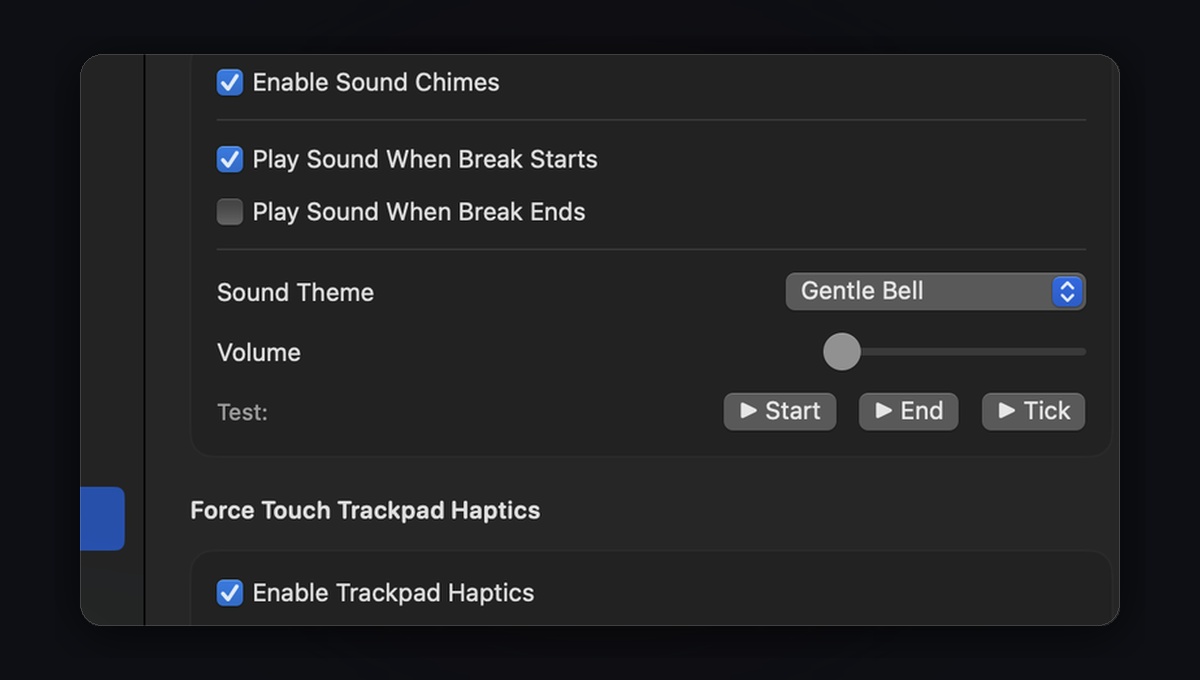 Enable Sound Chimes
Play Sound When Break Starts
Play Sound When Break Ends
Sound Theme Gentle Bell
Volume
Test: Start End Tick
Force Touch Trackpad Haptics
Enable Trackpad Haptics